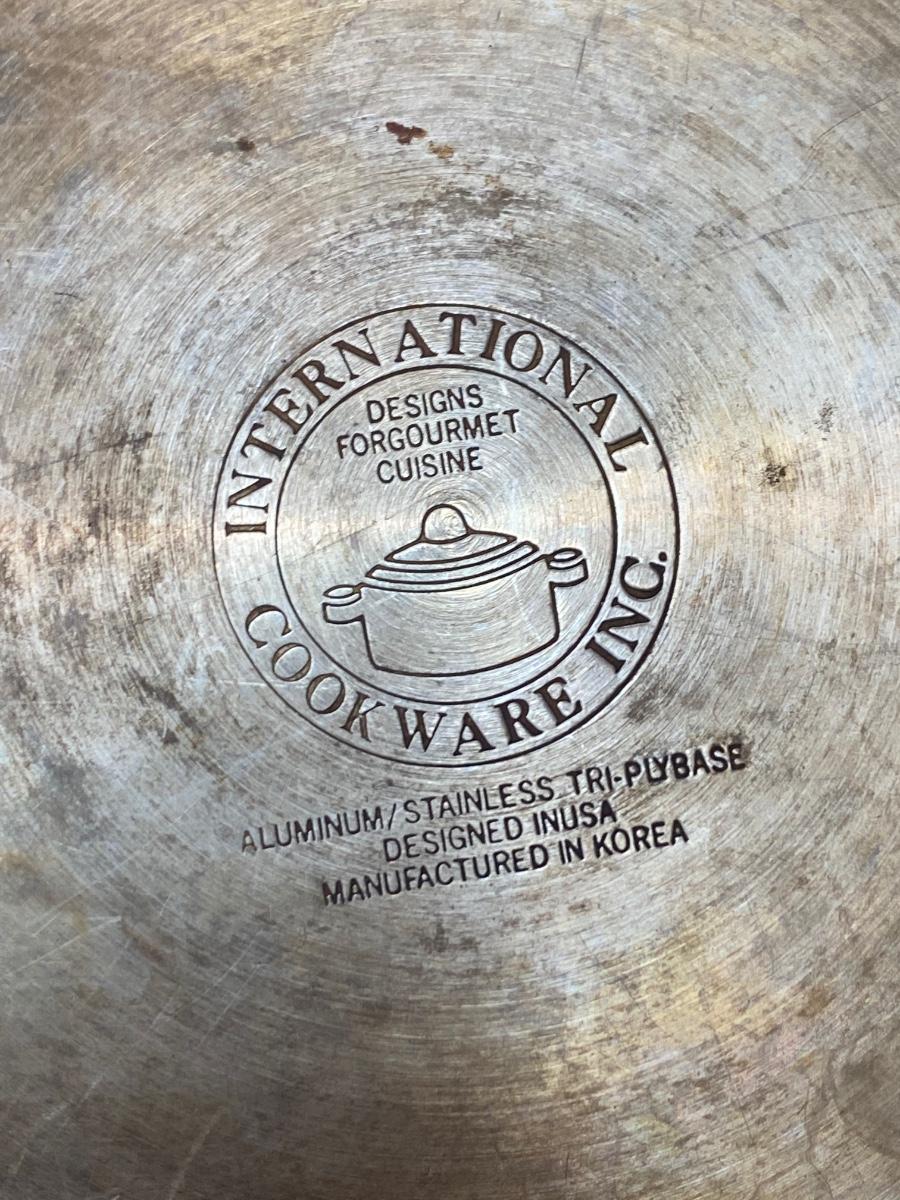 INTERNATIONAL
DESIGNS
FORGOURMET
CUISINE
COOKWARE INC.
ALUMINUM/STAINLESS TRI-PLYBASE
DESIGNED INUSA
MANUFACTURED IN KOREA